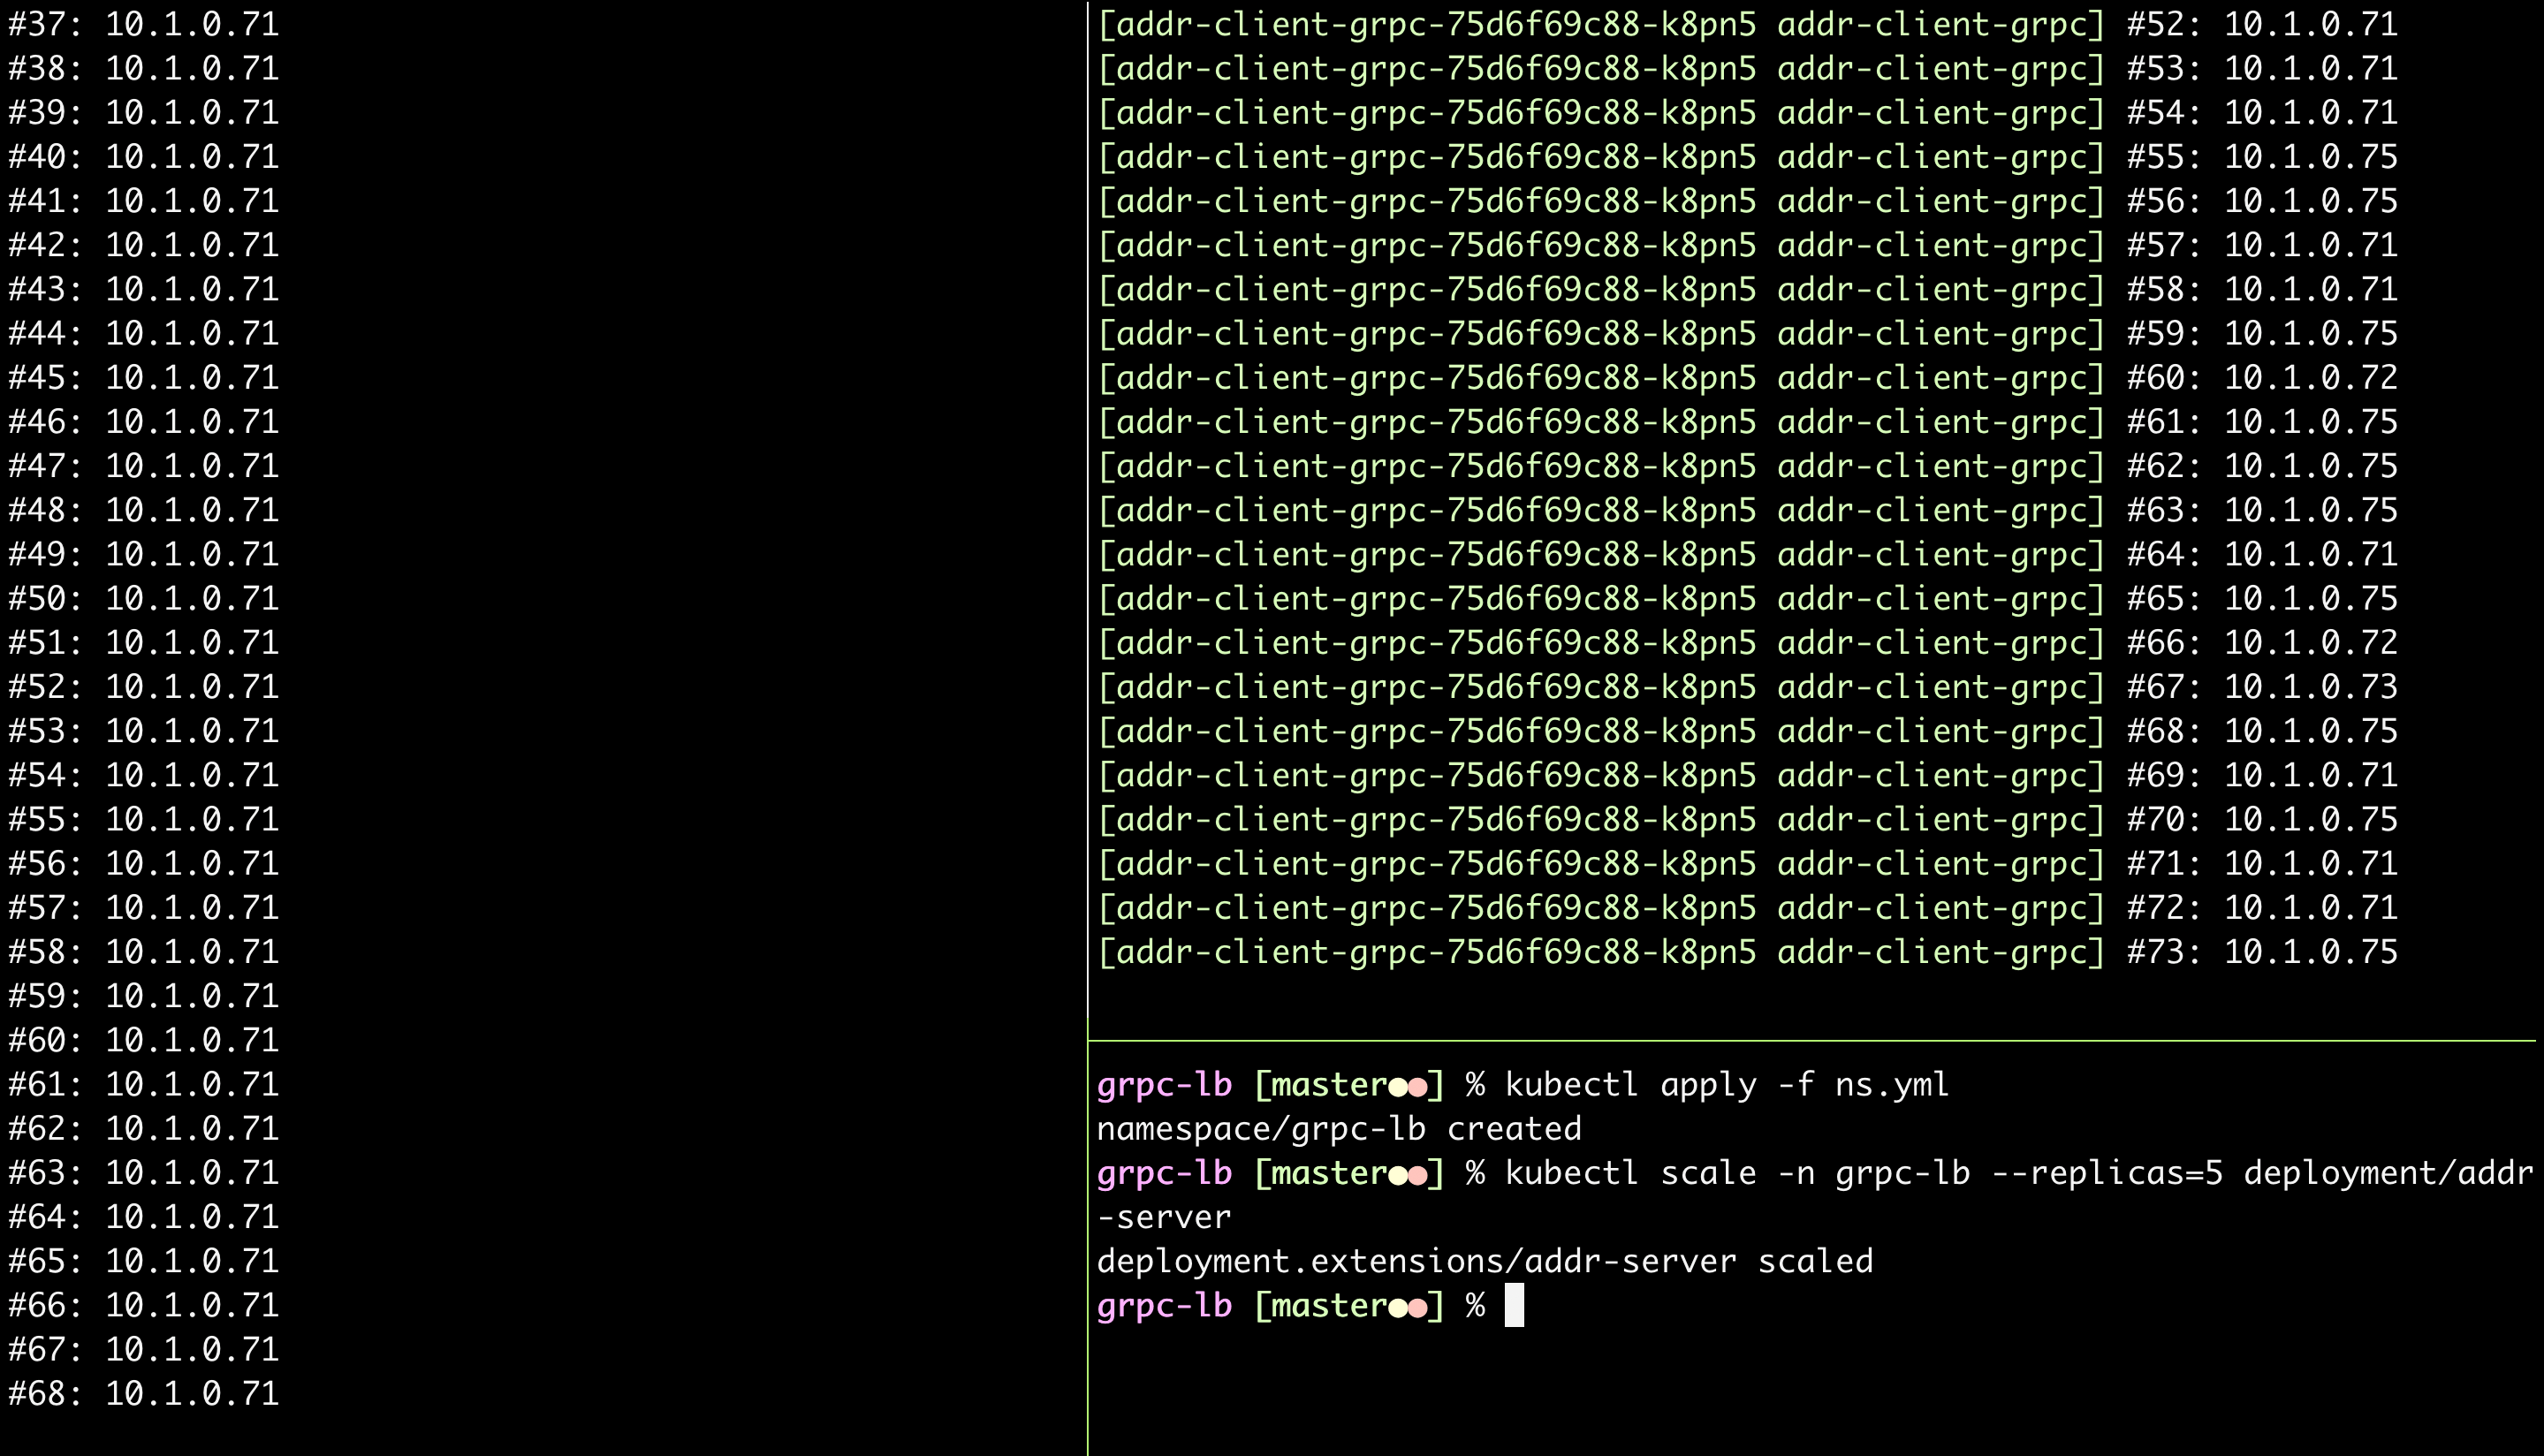 #37: 10.1.0.71
#38: 10.1.0.71
#39: 10.1.0.71
#40: 10.1.0.71
#41: 10.1.0.71
#42: 10.1.0.71
#43: 10.1.0.71
#44: 10.1.0.71
#45: 10.1.0.71
#46: 10.1.0.71
#47: 10.1.0.71
#48: 10.1.0.71
#49: 10.1.0.71
#50: 10.1.0.71
#51: 10.1.0.71
#52: 10.1.0.71
#53: 10.1.0.71
#54: 10.1.0.71
#55: 10.1.0.71
#56: 10.1.0.71
#57: 10.1.0.71
#58: 10.1.0.71
#59: 10.1.0.71
#60: 10.1.0.71
#61: 10.1.0.71
#62: 10.1.0.71
#63: 10.1.0.71
#64: 10.1.0.71
#65: 10.1.0.71
#66: 10.1.0.71
#67: 10.1.0.71
#68: 10.1.0.71
[addr-client-grpc-75d6f69c88-k8pn5 addr-client-grpc] #52: 10.1.0.71
[addr-client-grpc-75d6f69c88-k8pn5 addr-client-grpc] #53: 10.1.0.71
[addr-client-grpc-75d6f69c88-k8pn5 addr-client-grpc] #54: 10.1.0.71
[addr-client-grpc-75d6f69c88-k8pn5 addr-client-grpc] #55: 10.1.0.75
[addr-client-grpc-75d6f69c88-k8pn5 addr-client-grpc] #56: 10.1.0.75
[addr-client-grpc-75d6f69c88-k8pn5 addr-client-grpc] #57: 10.1.0.71
[addr-client-grpc-75d6f69c88-k8pn5 addr-client-grpc] #58: 10.1.0.71
[addr-client-grpc-75d6f69c88-k8pn5 addr-client-grpc] #59: 10.1.0.75
[addr-client-grpc-75d6f69c88-k8pn5 addr-client-grpc] #60: 10.1.0.72
[addr-client-grpc-75d6f69c88-k8pn5 addr-client-grpc] #61: 10.1.0.75
[addr-client-grpc-75d6f69c88-k8pn5 addr-client-grpc] #62: 10.1.0.75
[addr-client-grpc-75d6f69c88-k8pn5 addr-client-grpc] #63: 10.1.0.75
[addr-client-grpc-75d6f69c88-k8pn5 addr-client-grpc] #64: 10.1.0.71
[addr-client-grpc-75d6f69c88-k8pn5 addr-client-grpc] #65: 10.1.0.75
[addr-client-grpc-75d6f69c88-k8pn5 addr-client-grpc] #66: 10.1.0.72
[addr-client-grpc-75d6f69c88-k8pn5 addr-client-grpc] #67: 10.1.0.73
[addr-client-grpc-75d6f69c88-k8pn5 addr-client-grpc] #68: 10.1.0.75
[addr-client-grpc-75d6f69c88-k8pn5 addr-client-grpc] #69: 10.1.0.71
[addr-client-grpc-75d6f69c88-k8pn5 addr-client-grpc] #70: 10.1.0.75
[addr-client-grpc-75d6f69c88-k8pn5 addr-client-grpc] #71: 10.1.0.71
[addr-client-grpc-75d6f69c88-k8pn5 addr-client-grpc] #72: 10.1.0.71
[addr-client-grpc-75d6f69c88-k8pn5 addr-client-grpc] #73: 10.1.0.75
grpc-lb [master●●] % kubectl apply -f ns.yml
namespace/grpc-lb created
grpc-lb [master●●] % kubectl scale -n grpc-lb --replicas=5 deployment/addr
-server
deployment.extensions/addr-server scaled
grpc-lb [master●●] %